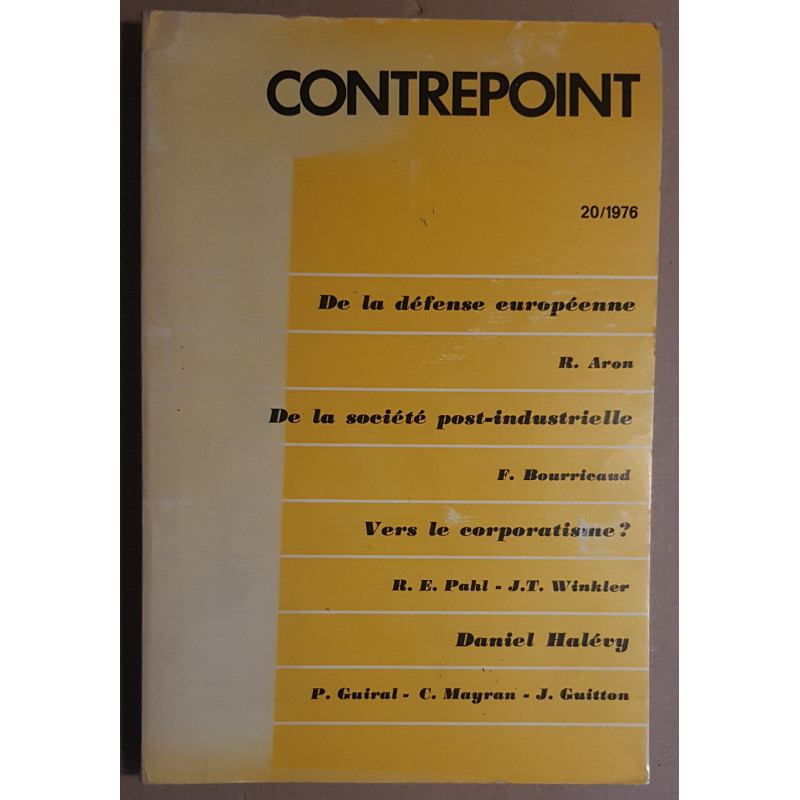 CONTREPOINT
20/1976
De la défense européenne
R. Aron
De la société post-industrielle
F. Bourricaud
Vers le corporatisme?
R. E. Pahl - J.T. Winkler
Daniel Halévy
P. Guiral - C. Mayran - J. Guitton